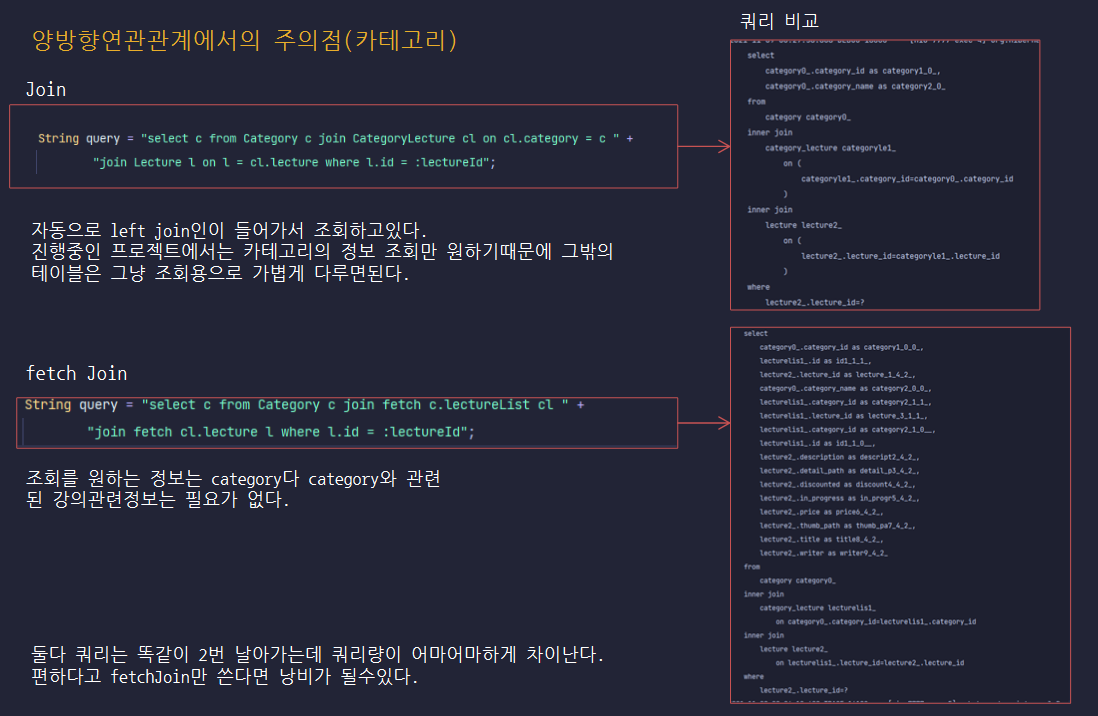 양방향연관관계에서의 주의점(카테고리)
쿼리 비교
Join
String query = "select c from Category c join CategoryLecture cl on cl.category = c " +
"join Lecture l on l = cl.lecture where l.id = :lectureId";
select
category0_.category_id as category1_0_,
category0_.category_name as category2_0_
from
category category0_
inner join
category_lecture categoryle1_
on (
categoryle1_.category_id=category0_.category_id
)
inner join
lecture lecture2_
on (
lecture2_.lecture_id=categoryle1_.lecture_id
)
where
lecture2_.lecture_id=?
자동으로 left join인이 들어가서 조회하고있다.
진행중인 프로젝트에서는 카테고리의 정보 조회만 원하기때문에 그밖의
테이블은 그냥 조회용으로 가볍게 다루면된다.
fetch Join
String query = "select c from Category c join fetch c.lectureList cl " +
"join fetch cl.lecture l where l.id = :lectureId";
select
category0_.category_id as category1_0_0_,
lecturelis1_.id as id1_1_1_,
lecture2_.lecture_id as lecture_1_4_2_,
category0_.category_name as category2_0_0_,
lecturelis1_.category_id as category2_1_1_,
lecturelis1_.lecture_id as lecture_3_1_1_,
lecturelis1_.category_id as category2_1_0__,
lecturelis1_.id as id1_1_0__,
lecture2_.description as descript2_4_2_,
lecture2_.detail_path as detail_p3_4_2_,
lecture2_.discounted as discount4_4_2_,
lecture2_.in_progress as in_progr5_4_2_,
lecture2_.price as price6_4_2_,
lecture2_.thumb_path as thumb_pa7_4_2_,
lecture2_.title as title8_4_2_,
lecture2_.writer as writer9_4_2_
from
category category0_
inner join
category_lecture lecturelis1_
on category0_.category_id=lecturelis1_.category_id
inner join
lecture lecture2_
on lecturelis1_.lecture_id=lecture2_.lecture_id
where
lecture2_.lecture_id=?
조회를 원하는 정보는 category다 category와 관련
된 강의관련정보는 필요가 없다.
둘다 쿼리는 똑같이 2번 날아가는데 쿼리량이 어마어마하게 차이난다.
편하다고 fetchJoin만 쓴다면 낭비가 될수있다.